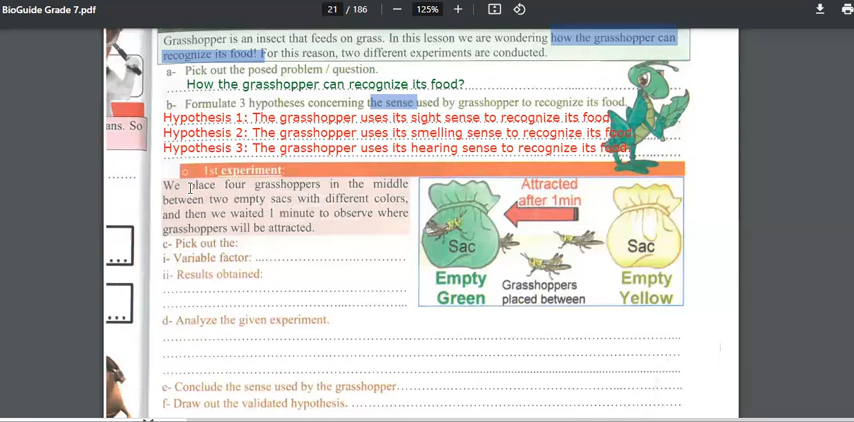 BioGuide Grade 7.pdf
21 / 186
125%
Grasshopper is an insect that feeds on grass. In this lesson we are wondering how the grasshopper can
recognize its food! For this reason, two different experiments are conducted.
a- Pick out the posed problem / question.
How the grasshopper can recognize its food?
b- Formulate 3 hypotheses concerning the sense used by grasshopper to recognize its food.
Hypothesis 1: The grasshopper uses its sight sense to recognize its food.
Hypothesis 2: The grasshopper uses its smelling sense to recognize its food.
Hypothesis 3: The grasshopper uses its hearing sense to recognize its food.
ans. So
1st experiment:
We place four grasshoppers in the middle
between two empty sacs with different colors,
and then we waited 1 minute to observe where
grasshoppers will be attracted.
c- Pick out the:
i- Variable factor:
ii- Results obtained:
Attracted
after 1min
Sac
Sac
Empty
Green
Grasshoppers
placed between
Empty
Yellow
d- Analyze the given experiment.
e- Conclude the sense used by the grasshopper
f- Draw out the validated hypothesis.